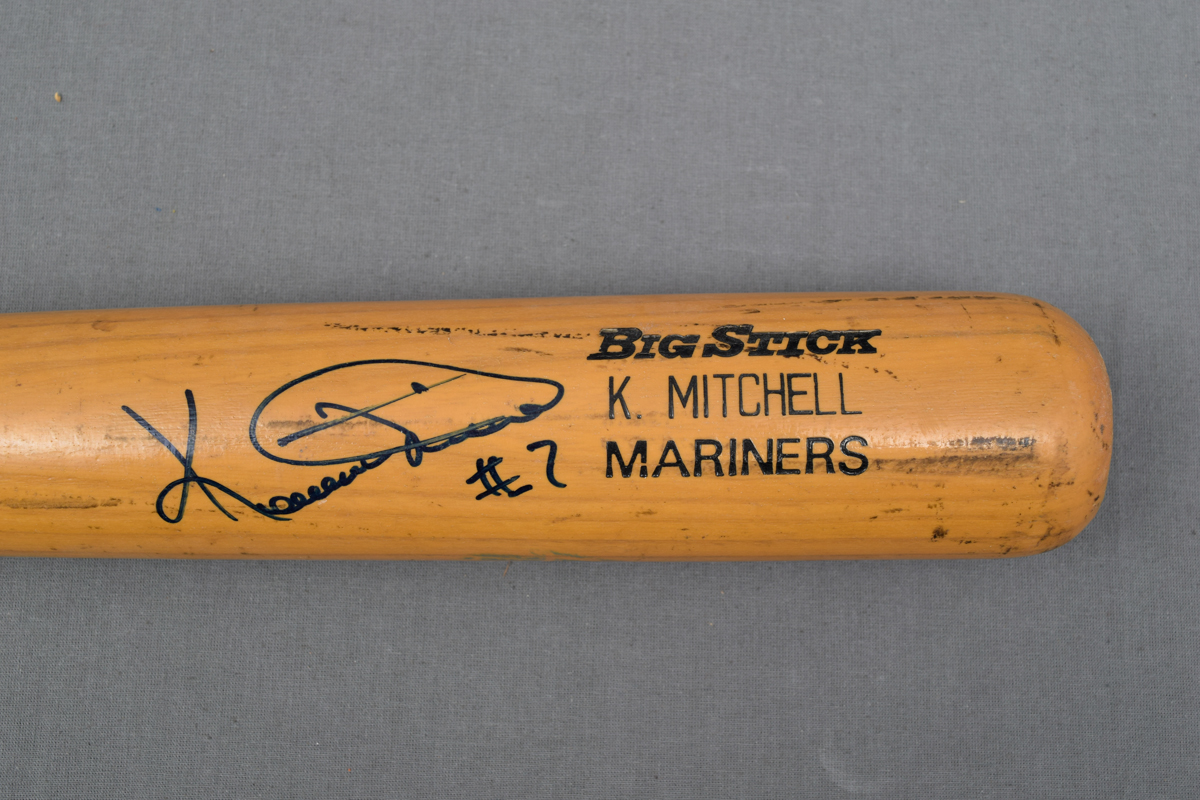 BIG STICK
K. MITCHELL
MARINERS
#7